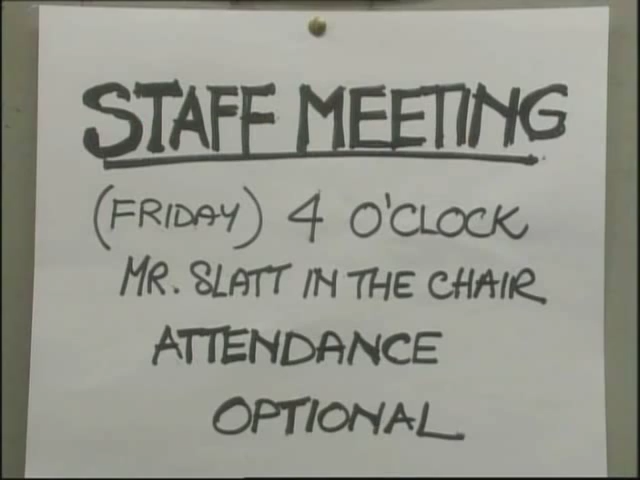 STAFF MEETING
(FRIDAY) 4 O'CLOCK
MR. SLATT IN THE CHAIR
ATTENDANCE
OPTIONAL